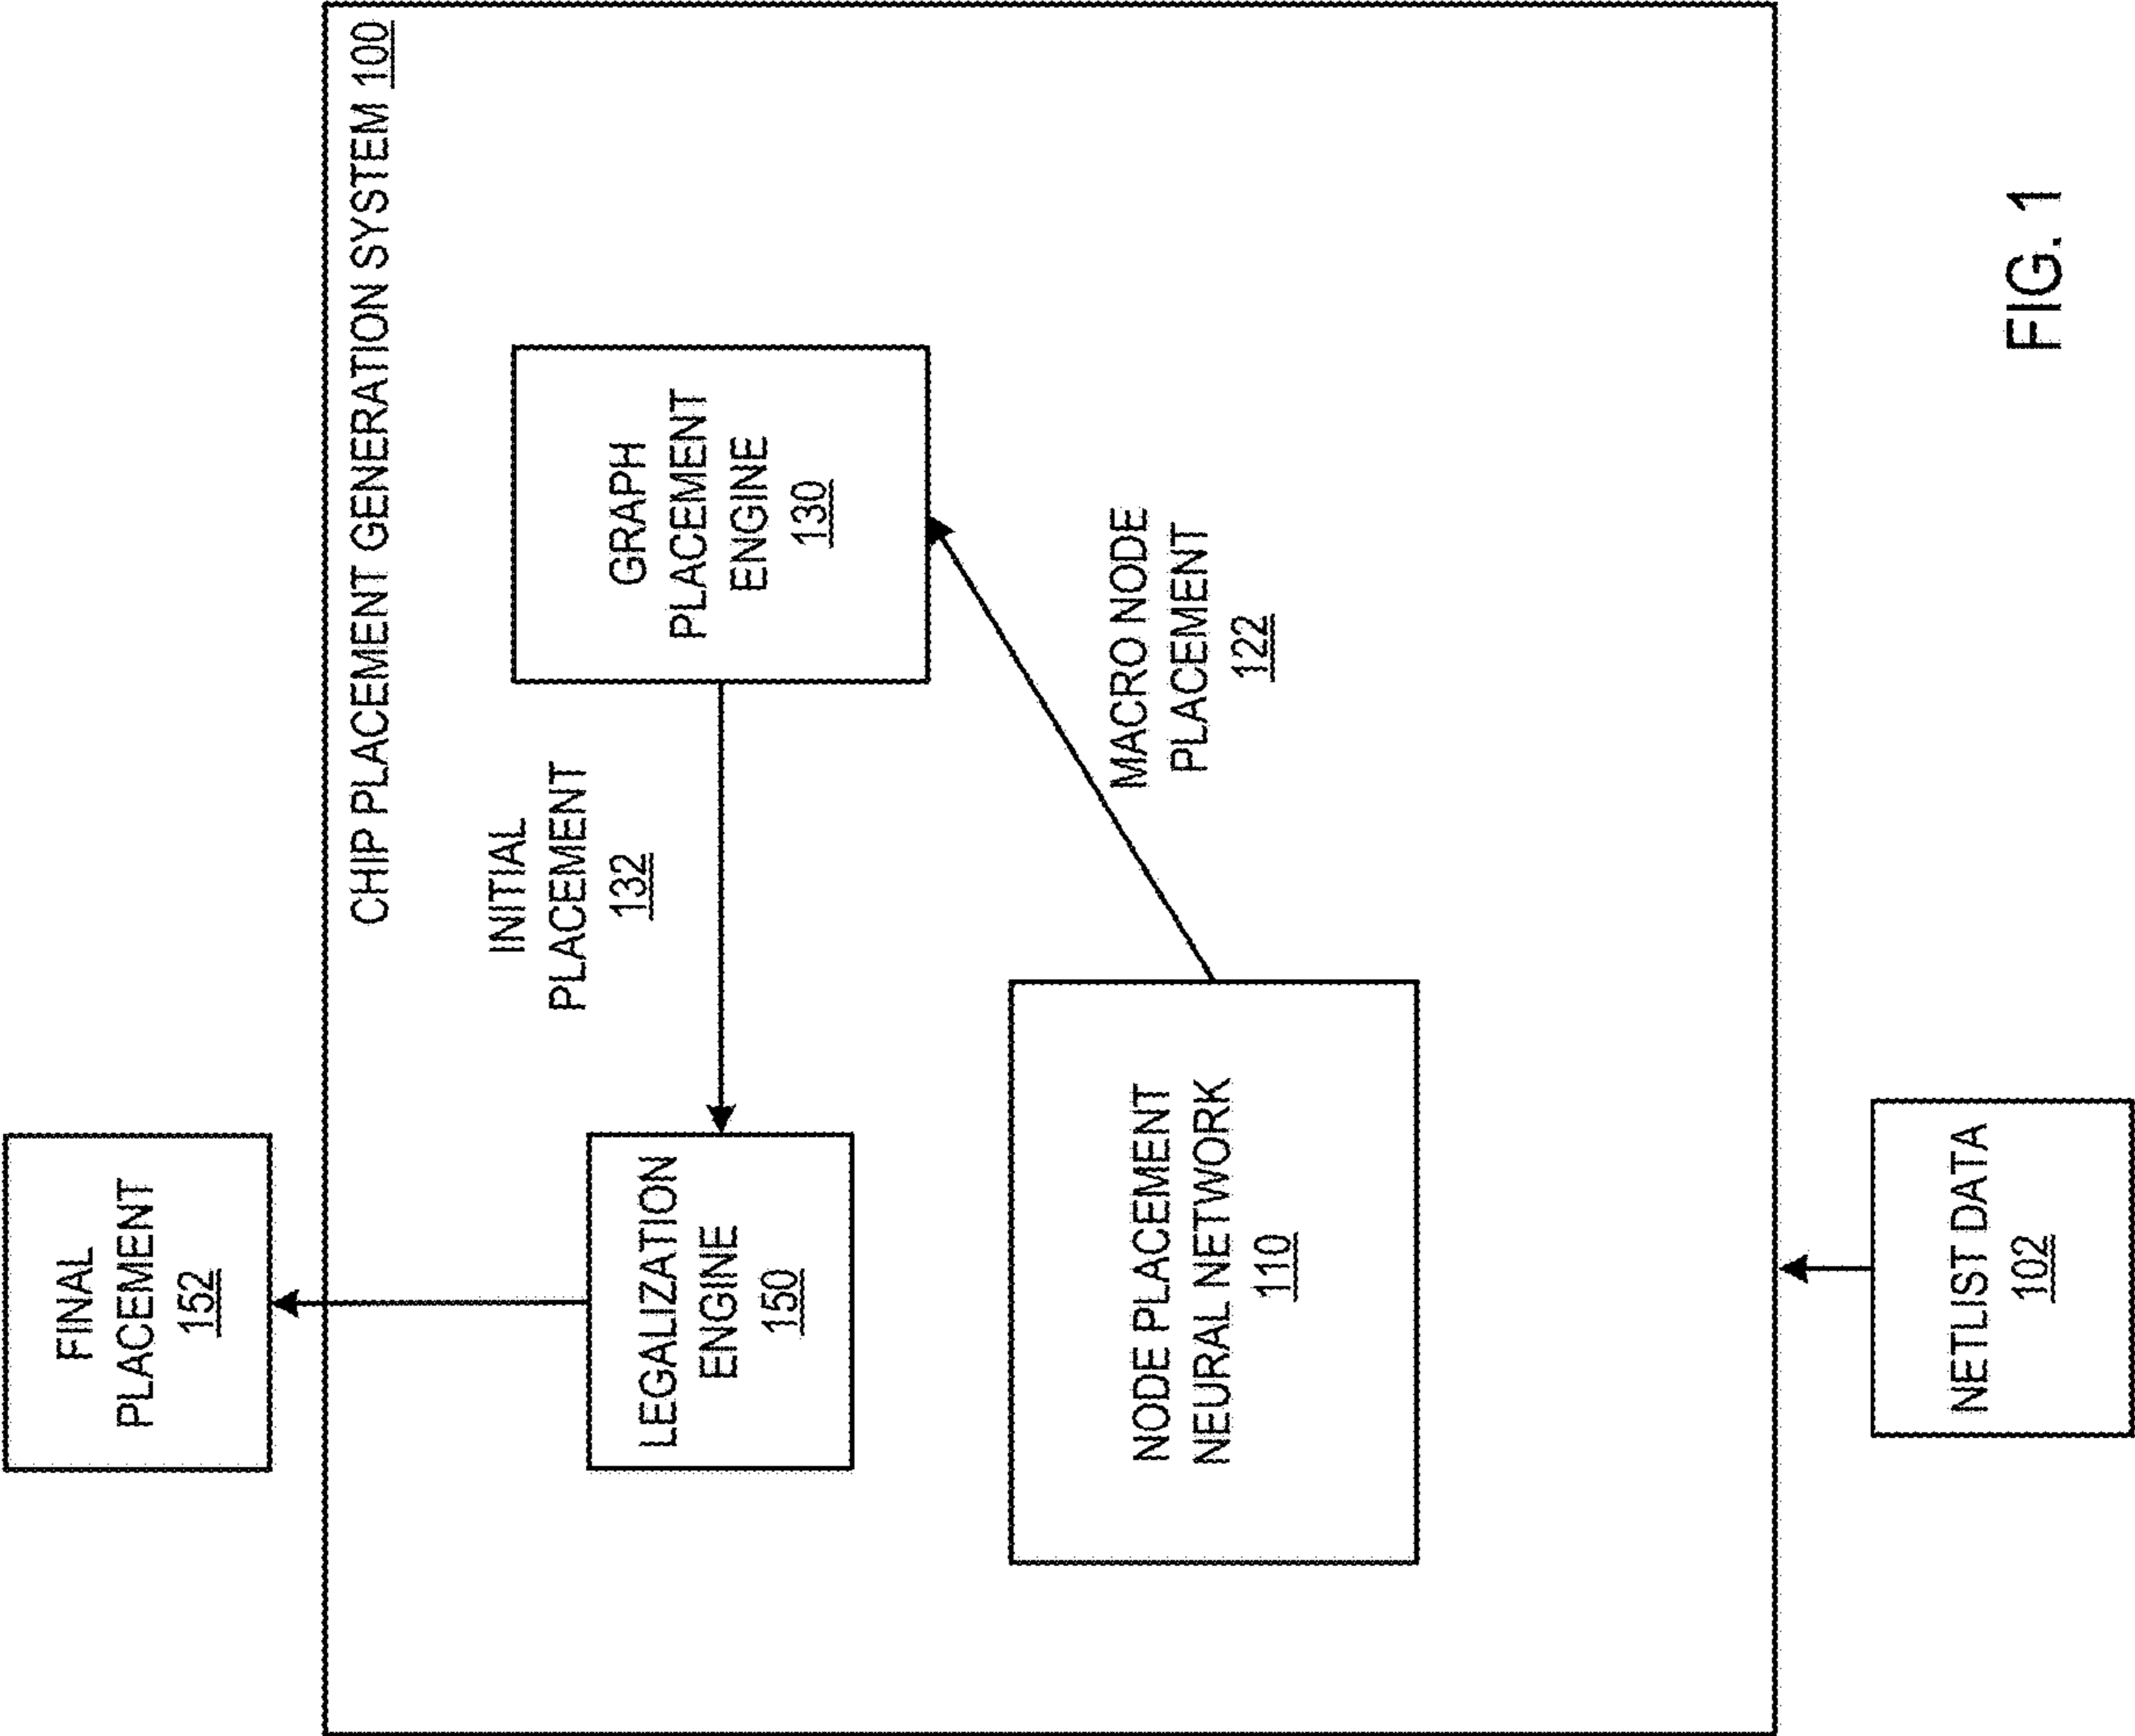 CHIP PLACEMENT GENERATION SYSTEM 100
FINAL
PLACEMENT
152
INITIAL
PLACEMENT
132
LEGALIZATION
ENGINE
150
GRAPH
PLACEMENT
ENGINE
130
NODE PLACEMENT
NEURAL NETWORK
110
MACRO NODE
PLACEMENT
122
NETLIST DATA
102
FIG. 1